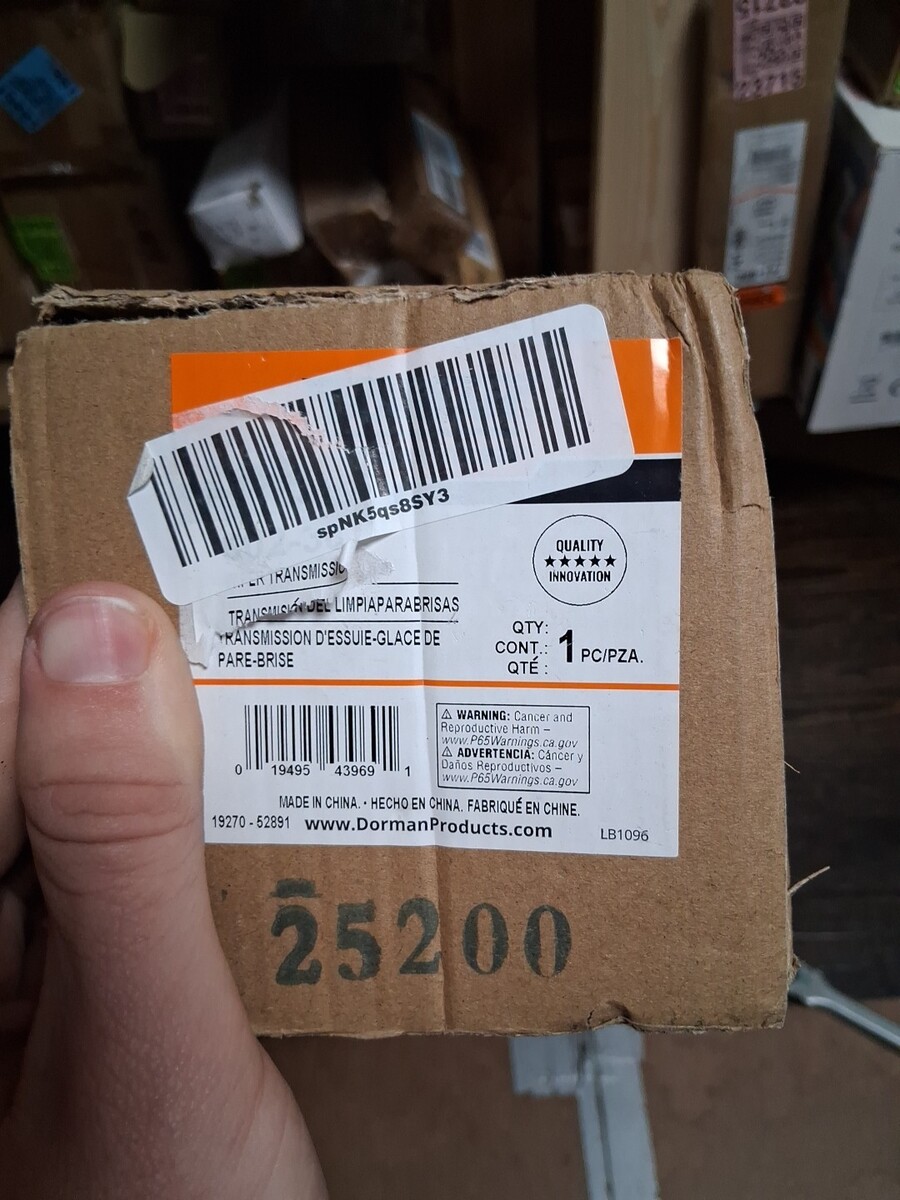 spNK5qs8SY3
QUALITY
★★★★★
INNOVATION
TRANSMISIÓN DEL LIMPIAPARABRISAS
TRANSMISSION D'ESSUIE-GLACE DE
PARE-BRISE
QTY:
CONT.:
QTÉ :
1 PC/PZA.
0 19495 43969 1
⚠ WARNING: Cancer and
Reproductive Harm –
www.P65Warnings.ca.gov
⚠ ADVERTENCIA: Cáncer y
Daños Reproductivos –
www.P65Warnings.ca.gov
MADE IN CHINA. • HECHO EN CHINA. FABRIQUÉ EN CHINE.
19270 - 52891 www.DormanProducts.com LB1096
25200